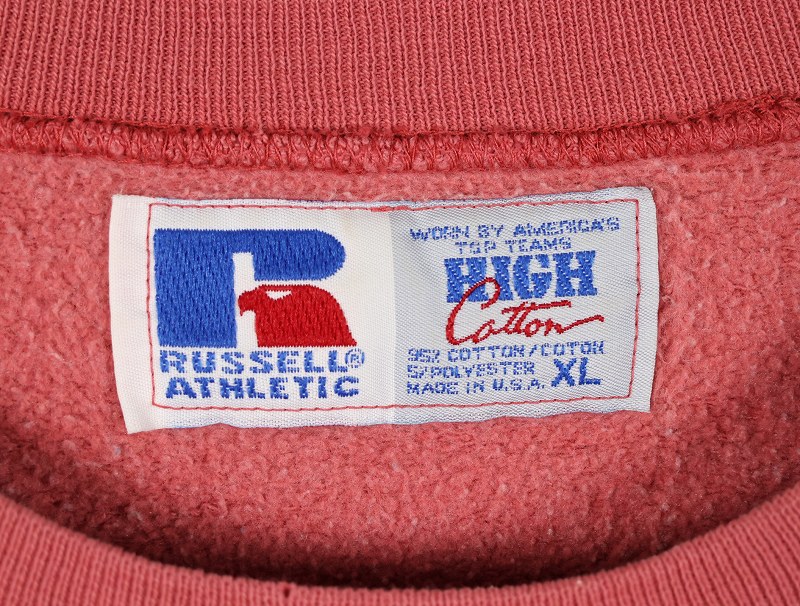 RUSSELL®
ATHLETIC
WORN BY AMERICA'S
TOP TEAMS
HIGH
Cotton
95% COTTON/COTON
5%POLYESTER
MADE IN U.S.A. XL